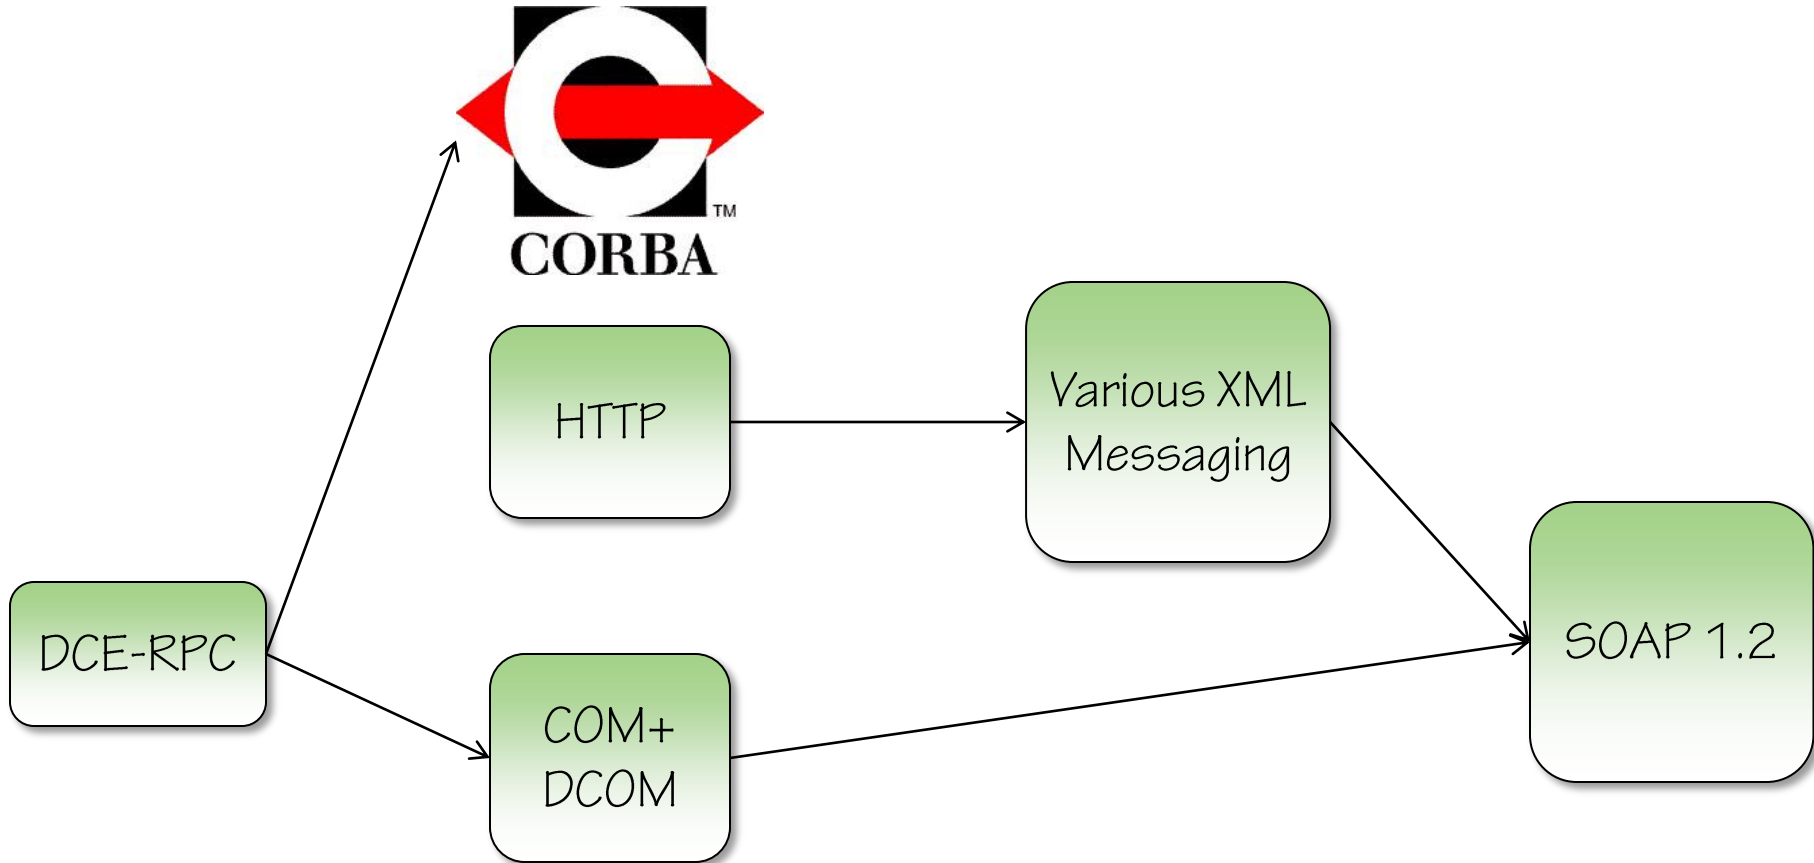 TM
CORBA
HTTP
Various XML
Messaging
DCE-RPC
COM+
DCOM
SOAP 1.2